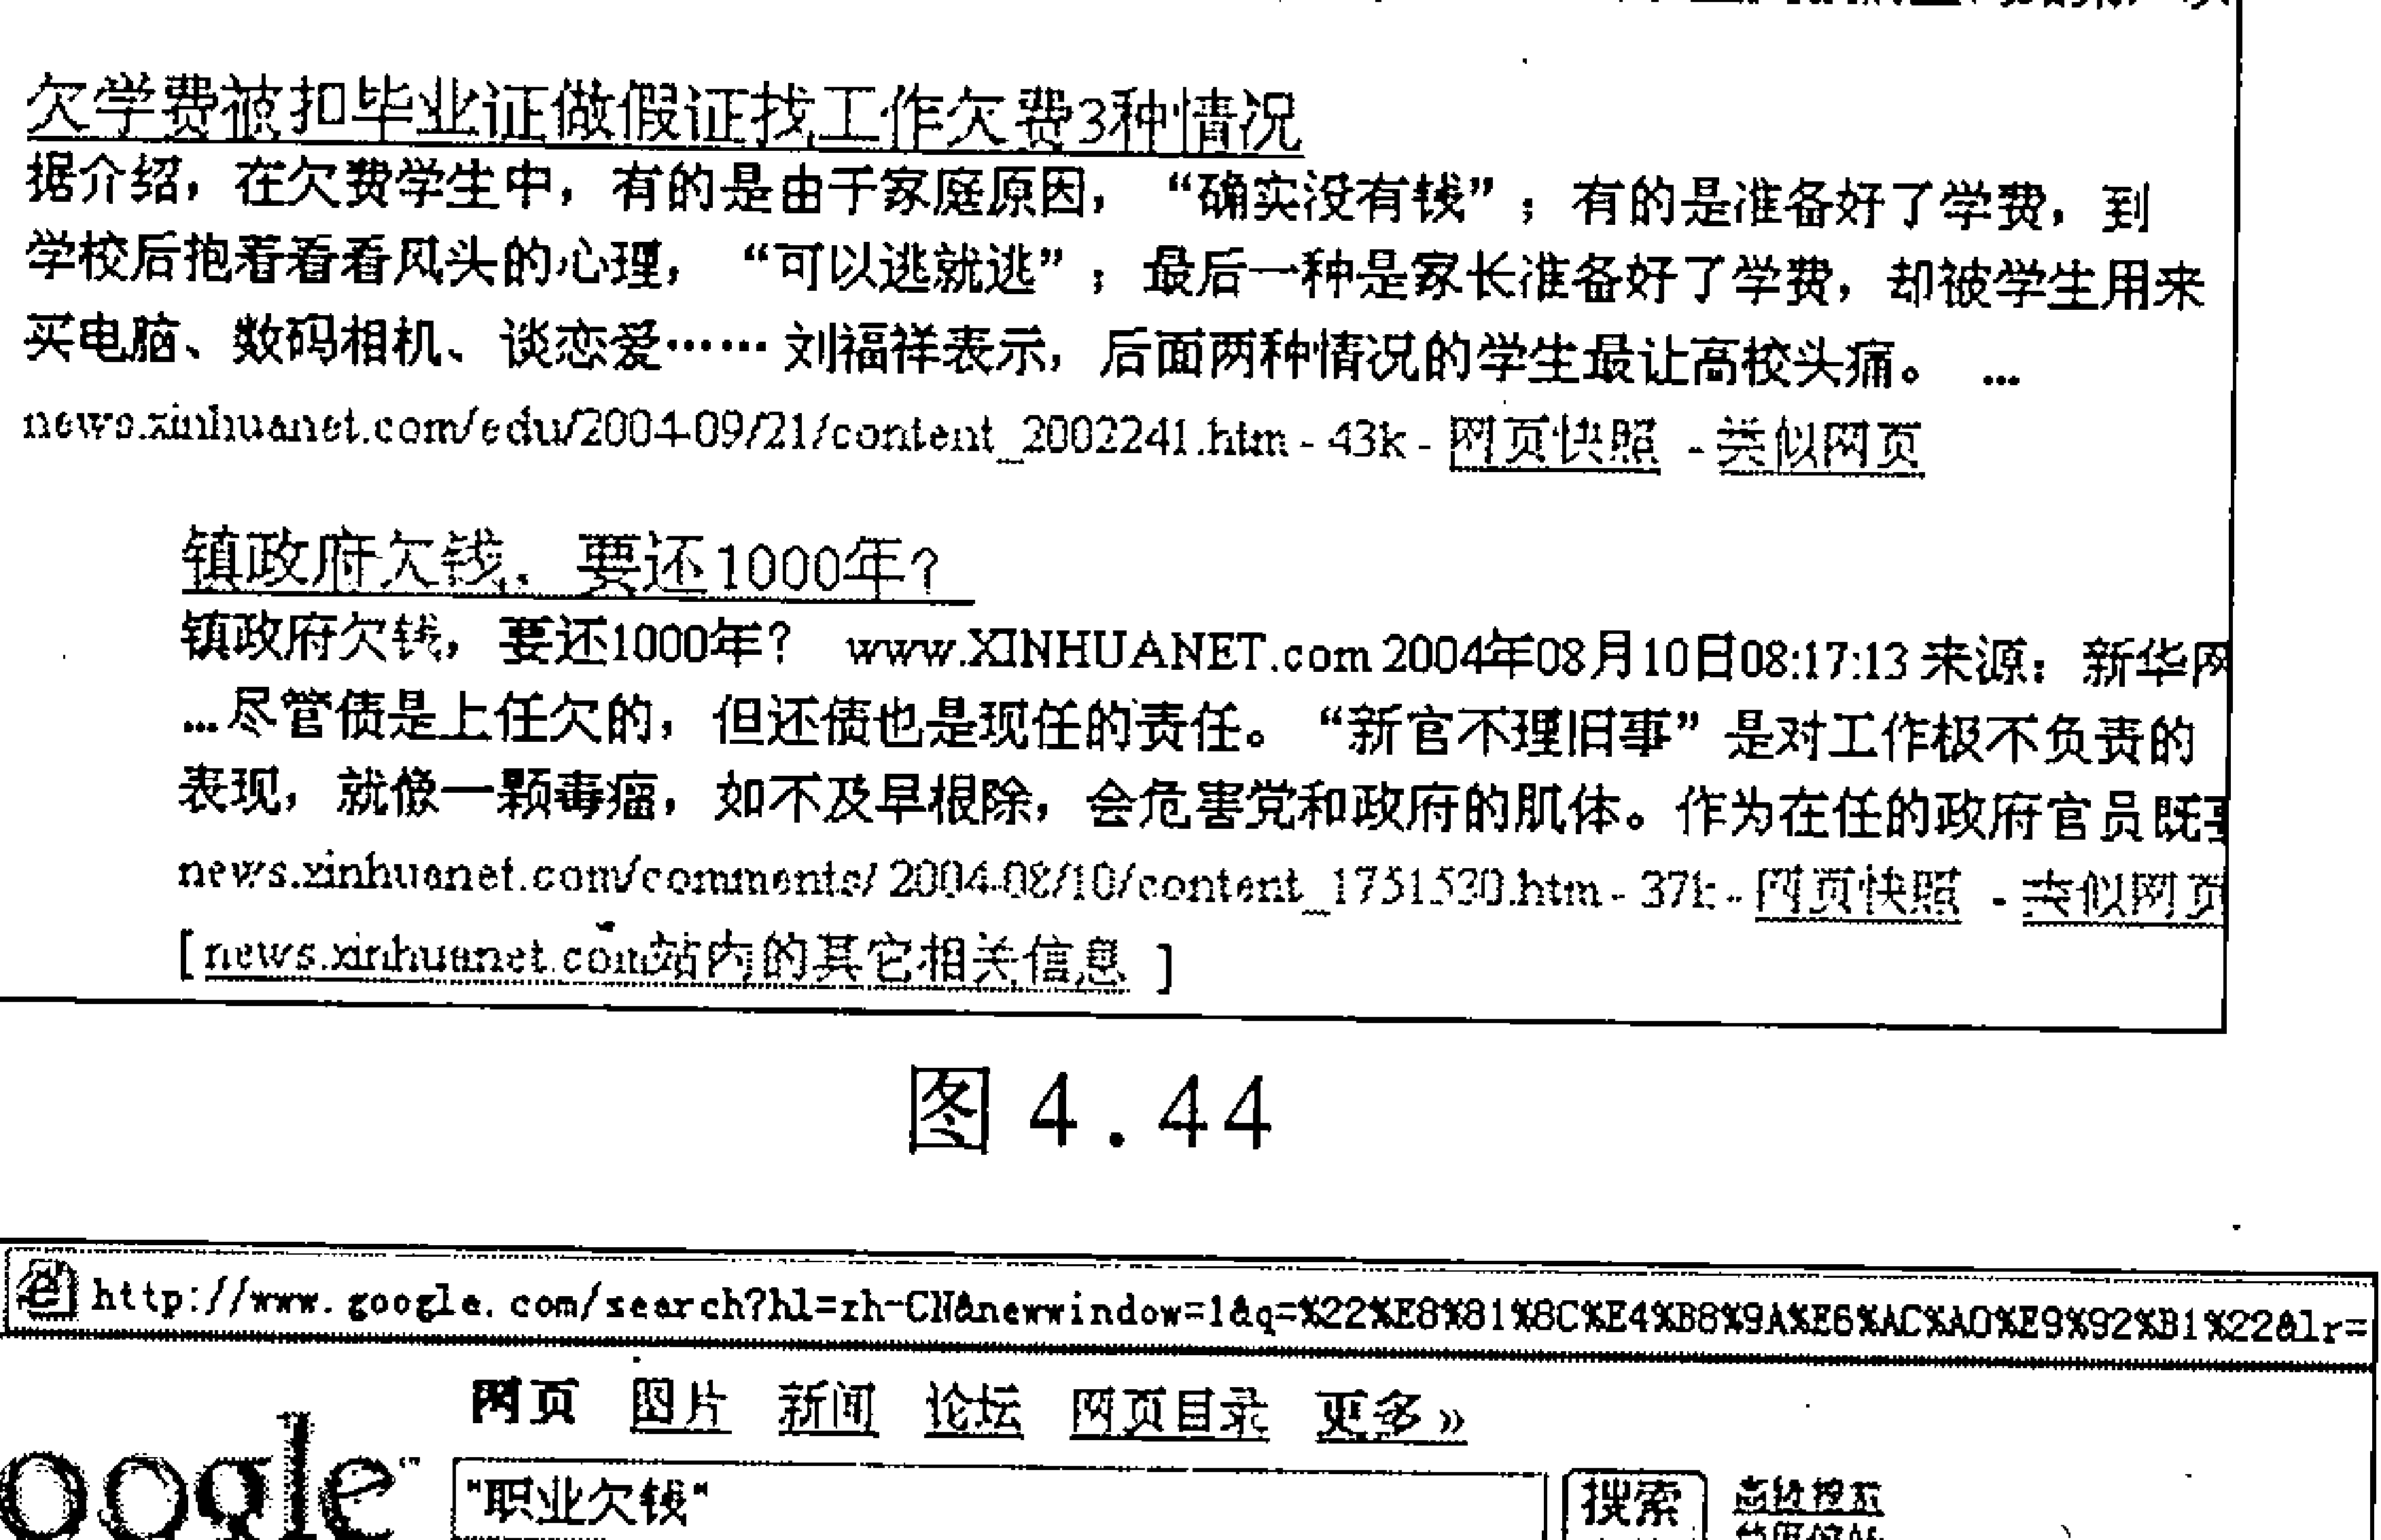 欠学费被扣毕业证做假证找工作欠费3种情况
据介绍，在欠费学生中，有的是由于家庭原因，“确实没有钱”；有的是准备好了学费，到
学校后抱着看看风头的心理，“可以逃就逃”；最后一种是家长准备好了学费，却被学生用来
买电脑、数码相机、谈恋爱……刘福祥表示，后面两种情况的学生最让高校头痛。 ...
news.xinhuanet.com/edu/2004-09/21/content_2002241.htm - 43k - 网页快照 - 类似网页
镇政府欠钱，要还1000年?
镇政府欠钱，要还1000年? www.XINHUANET.com 2004年08月10日08:17:13 来源：新华网
...尽管债是上任欠的，但还债也是现任的责任。“新官不理旧事”是对工作极不负责的
表现，就像一颗毒瘤，如不及早根除，会危害党和政府的肌体。作为在任的政府官员既要
news.xinhuanet.com/comments/ 2004-08/10/content_1751530.htm - 37k - 网页快照 - 类似网页
[ news.xinhuanet.com站内的其它相关信息 ]
图 4.44
http://www.google.com/search?hl=zh-CN&newwindow=1&q=%22%E8%81%8C%E4%B8%9A%E6%AC%A0%E9%92%B1%22&lr=
网页 图片 新闻 论坛 网页目录 更多 »
oogle "职业欠钱" 搜索 高级搜索